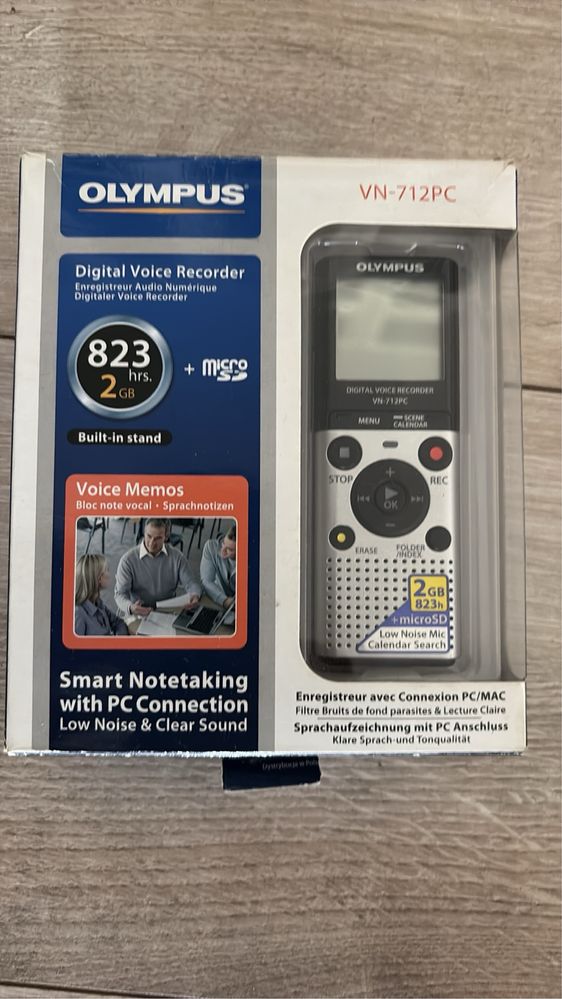 OLYMPUS
VN-712PC
Digital Voice Recorder
Enregistreur Audio Numérique
Digitaler Voice Recorder
823
hrs.
2 GB
+ micro
SD
Built-in stand
Voice Memos
Bloc note vocal • Sprachnotizen
Smart Notetaking
with PC Connection
Low Noise & Clear Sound
OLYMPUS
DIGITAL VOICE RECORDER
VN-712PC
MENU
SCENE
CALENDAR
STOP
REC
+
OK
–
ERASE
FOLDER
/INDEX
2GB
823h
+microSD
Low Noise Mic
Calendar Search
Enregistreur avec Connexion PC/MAC
Filtre Bruits de fond parasites & Lecture Claire
Sprachaufzeichnung mit PC Anschluss
Klare Sprach-und Tonqualität
Dystrybucja w